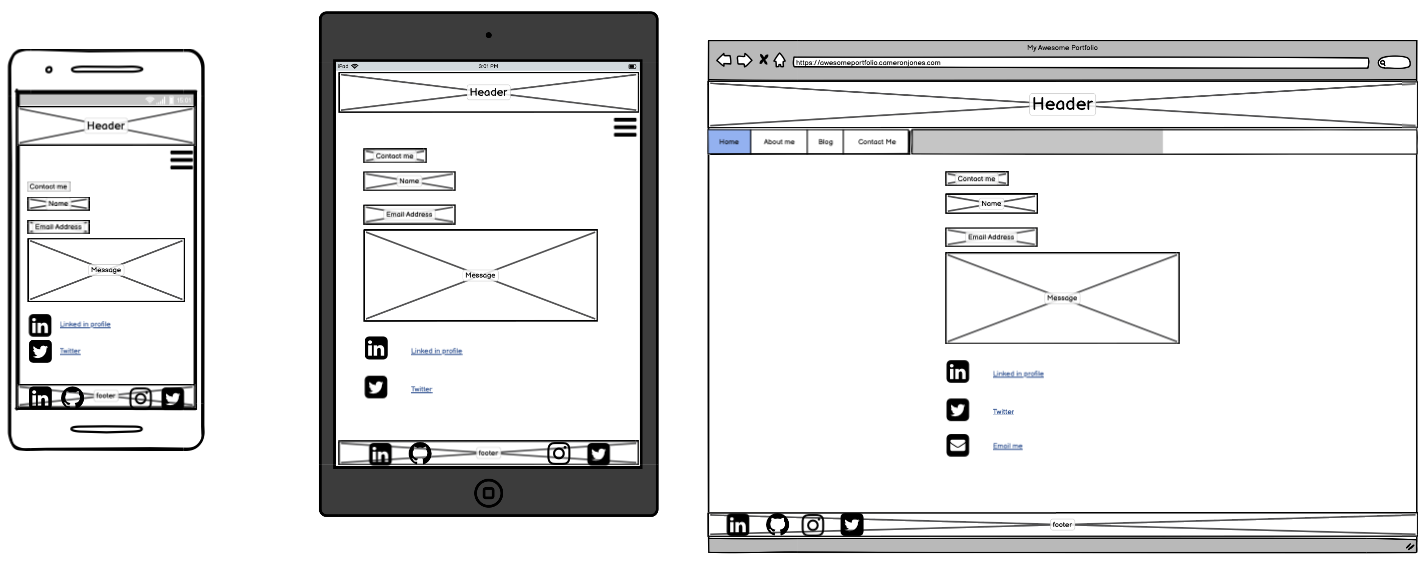 Header
Contact me
Name
Email Address
Message
Linked in profile
Twitter
footer
iPad 3:01 PM
Header
Contact me
Name
Email Address
Message
Linked in profile
Twitter
footer
My Awesome Portfolio
https://awesomeportfolio.cameronjones.com
Header
Home About me Blog Contact Me
Contact me
Name
Email Address
Message
Linked in profile
Twitter
Email me
footer